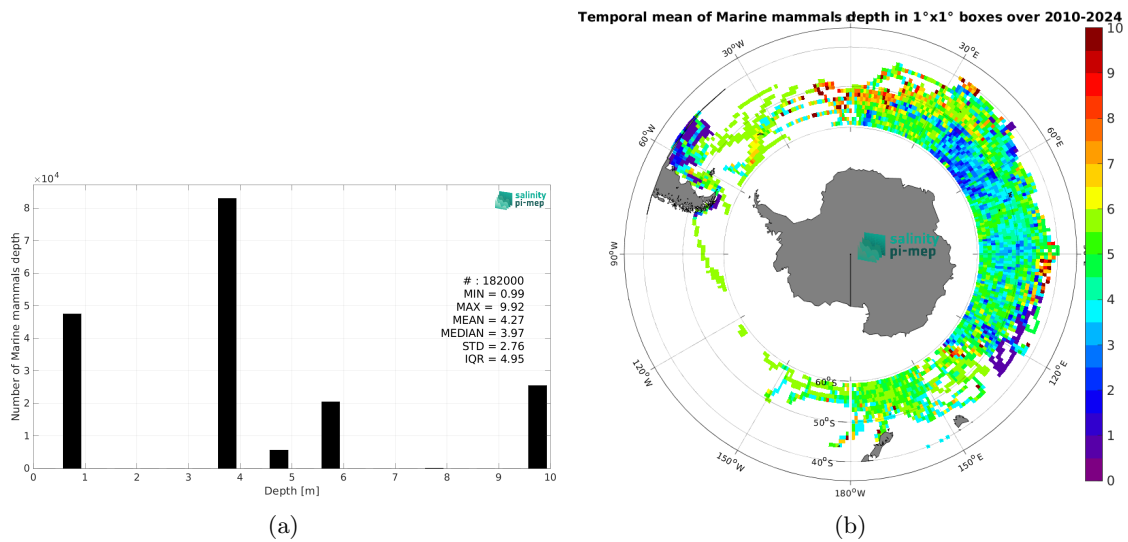 ×10⁴
8
7
6
5
4
3
2
1
0
0 1 2 3 4 5 6 7 8 9 10
Number of Marine mammals depth
Depth [m]
salinity
pi-mep
# : 182000
MIN = 0.99
MAX = 9.92
MEAN = 4.27
MEDIAN = 3.97
STD = 2.76
IQR = 4.95
(a)
Temporal mean of Marine mammals depth in 1°x1° boxes over 2010-2024
30°W
30°E
60°W
60°E
90°W
120°W
120°E
150°W
150°E
180°W
60°S
50°S
40°S
salinity
pi-mep
10
9
8
7
6
5
4
3
2
1
0
(b)